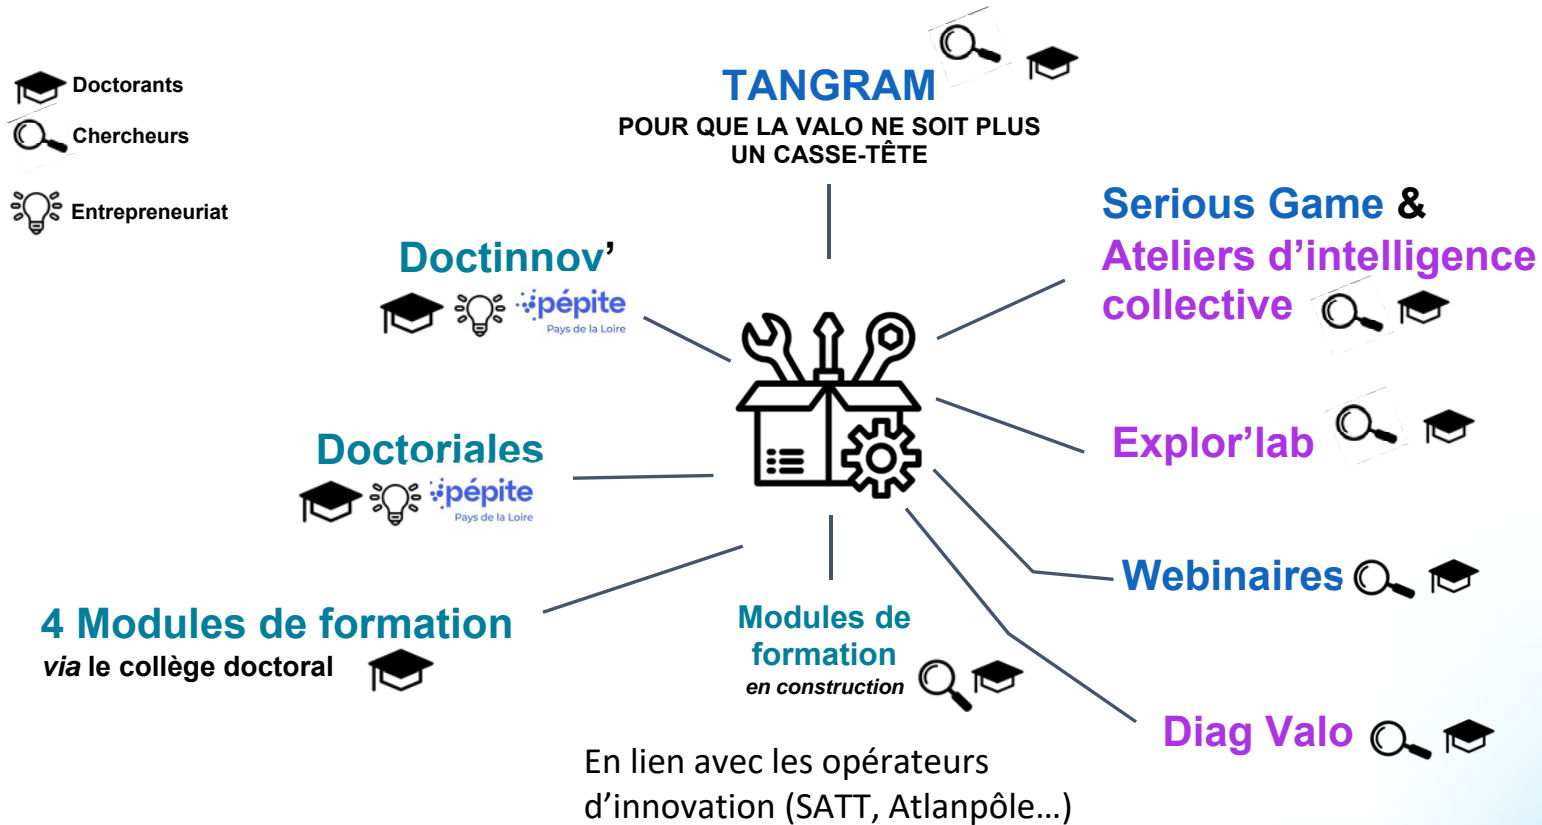 Doctorants
Chercheurs
Entrepreneuriat
TANGRAM
POUR QUE LA VALO NE SOIT PLUS
UN CASSE-TÊTE
Serious Game &
Ateliers d’intelligence
collective
Doctinnov’
pépite
Pays de la Loire
Explor’lab
Doctoriales
pépite
Pays de la Loire
Webinaires
4 Modules de formation
via le collège doctoral
Modules de
formation
en construction
Diag Valo
En lien avec les opérateurs
d’innovation (SATT, Atlanpôle…)